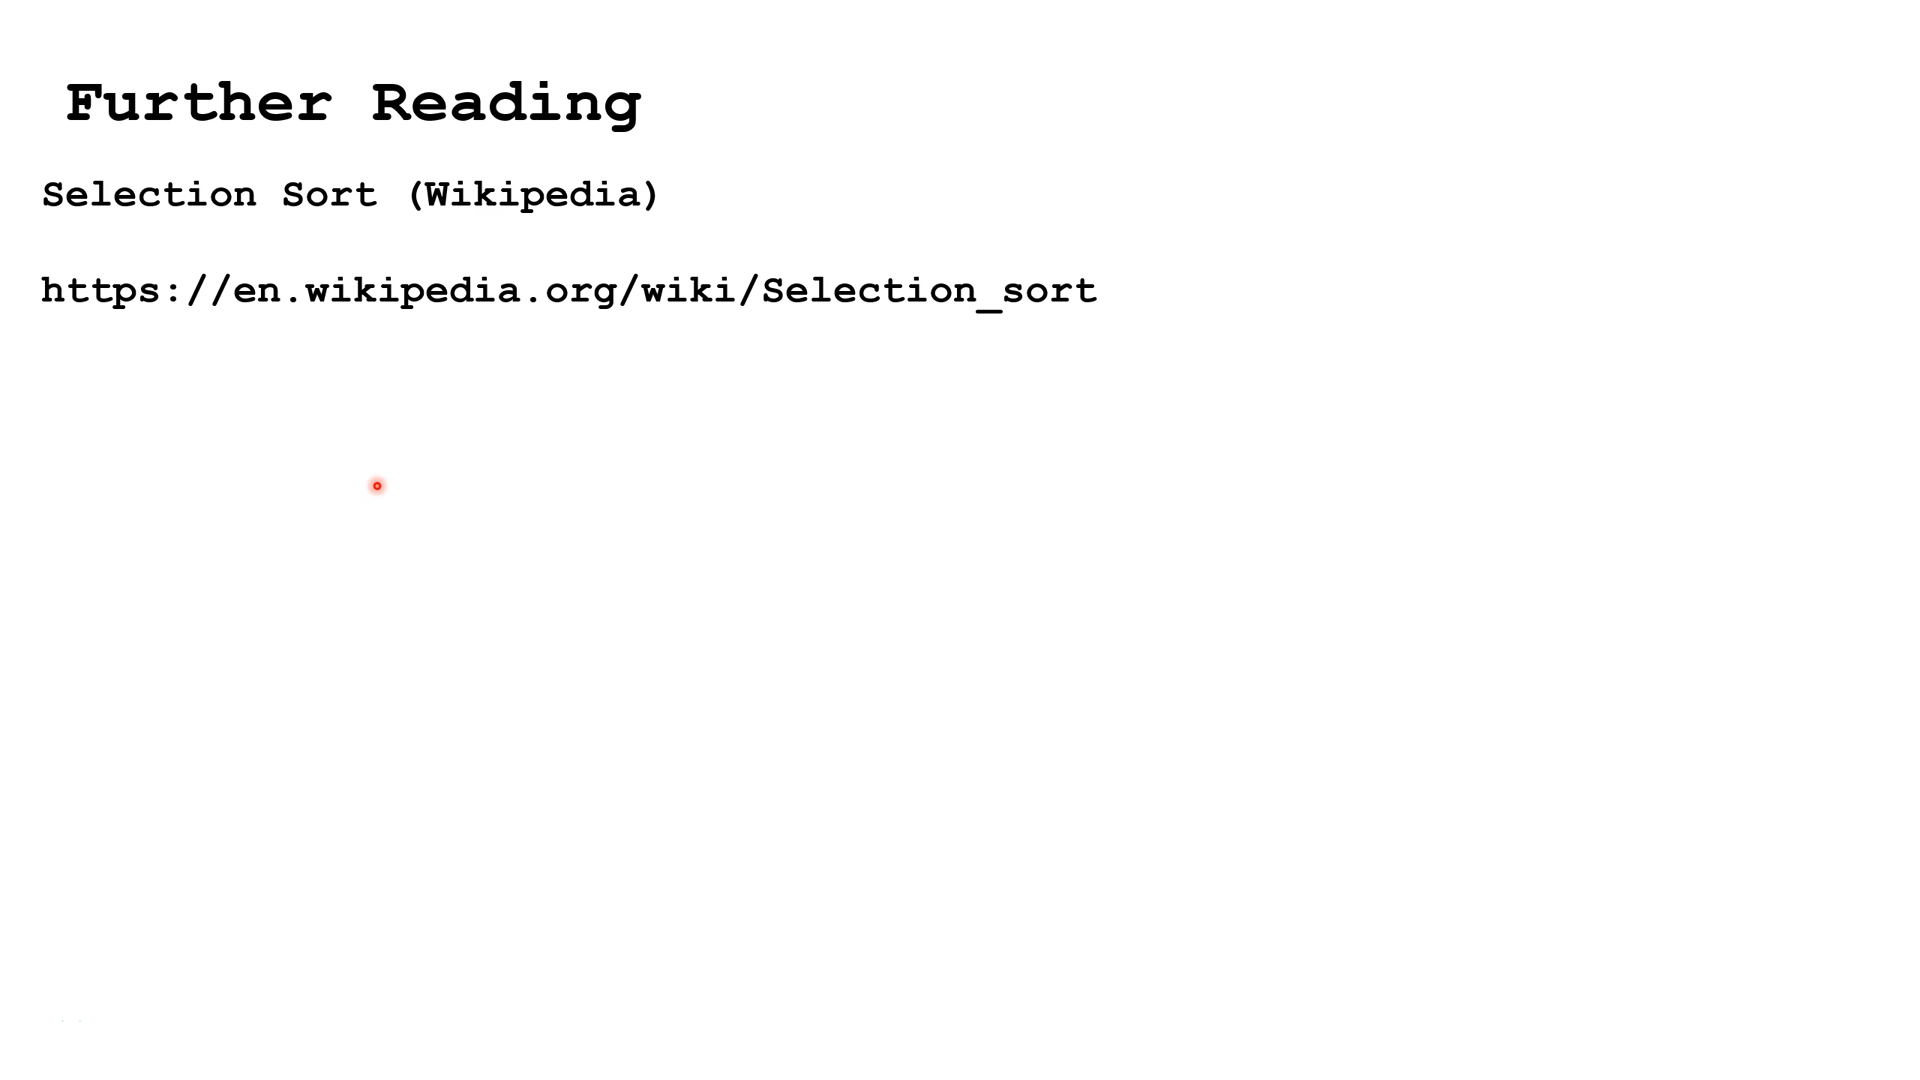 Further Reading
Selection Sort (Wikipedia)
https://en.wikipedia.org/wiki/Selection_sort